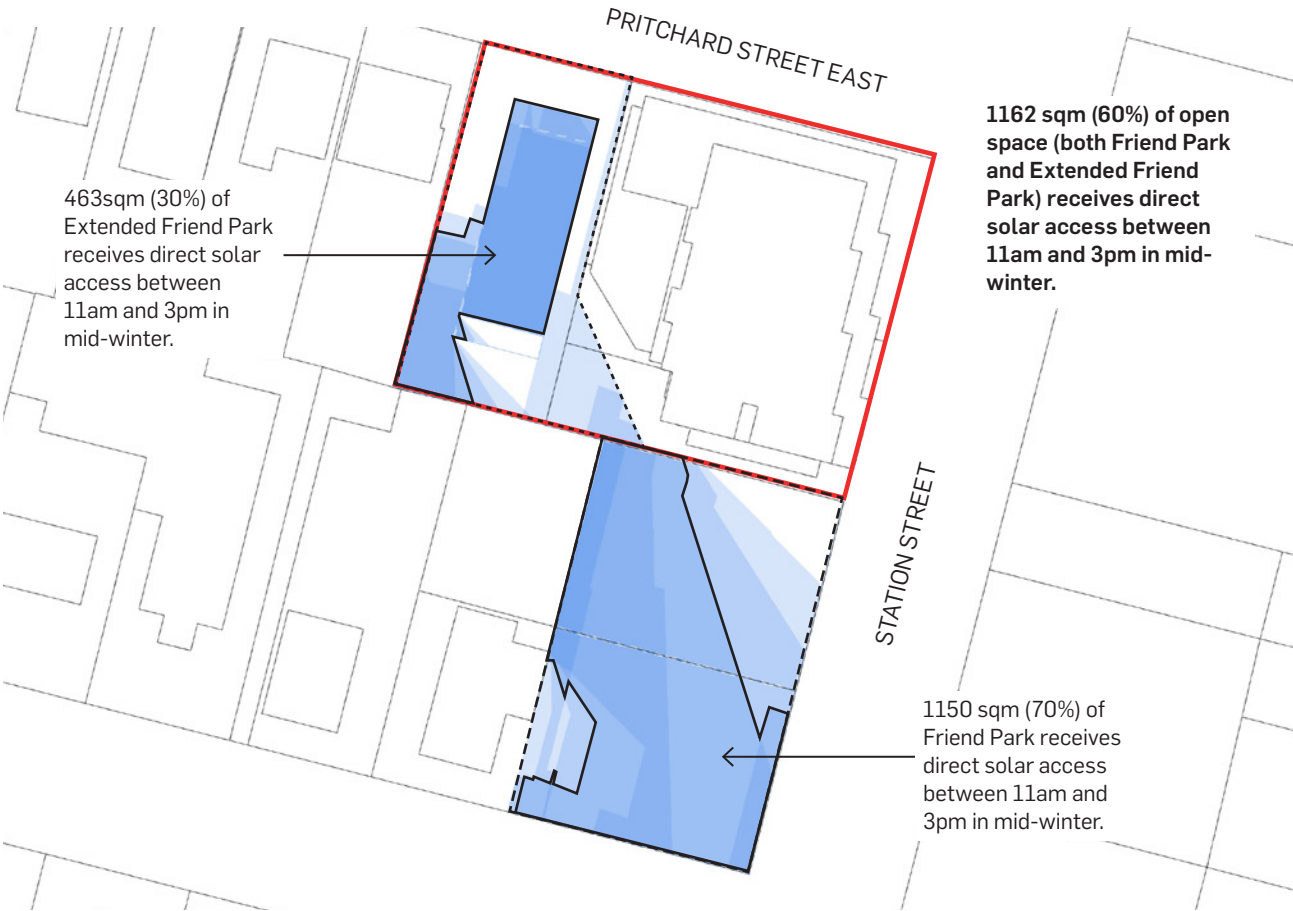 PRITCHARD STREET EAST
1162 sqm (60%) of open
space (both Friend Park
and Extended Friend
Park) receives direct
solar access between
11am and 3pm in mid-
winter.
463sqm (30%) of
Extended Friend Park
receives direct solar
access between
11am and 3pm in
mid-winter.
STATION STREET
1150 sqm (70%) of
Friend Park receives
direct solar access
between 11am and
3pm in mid-winter.